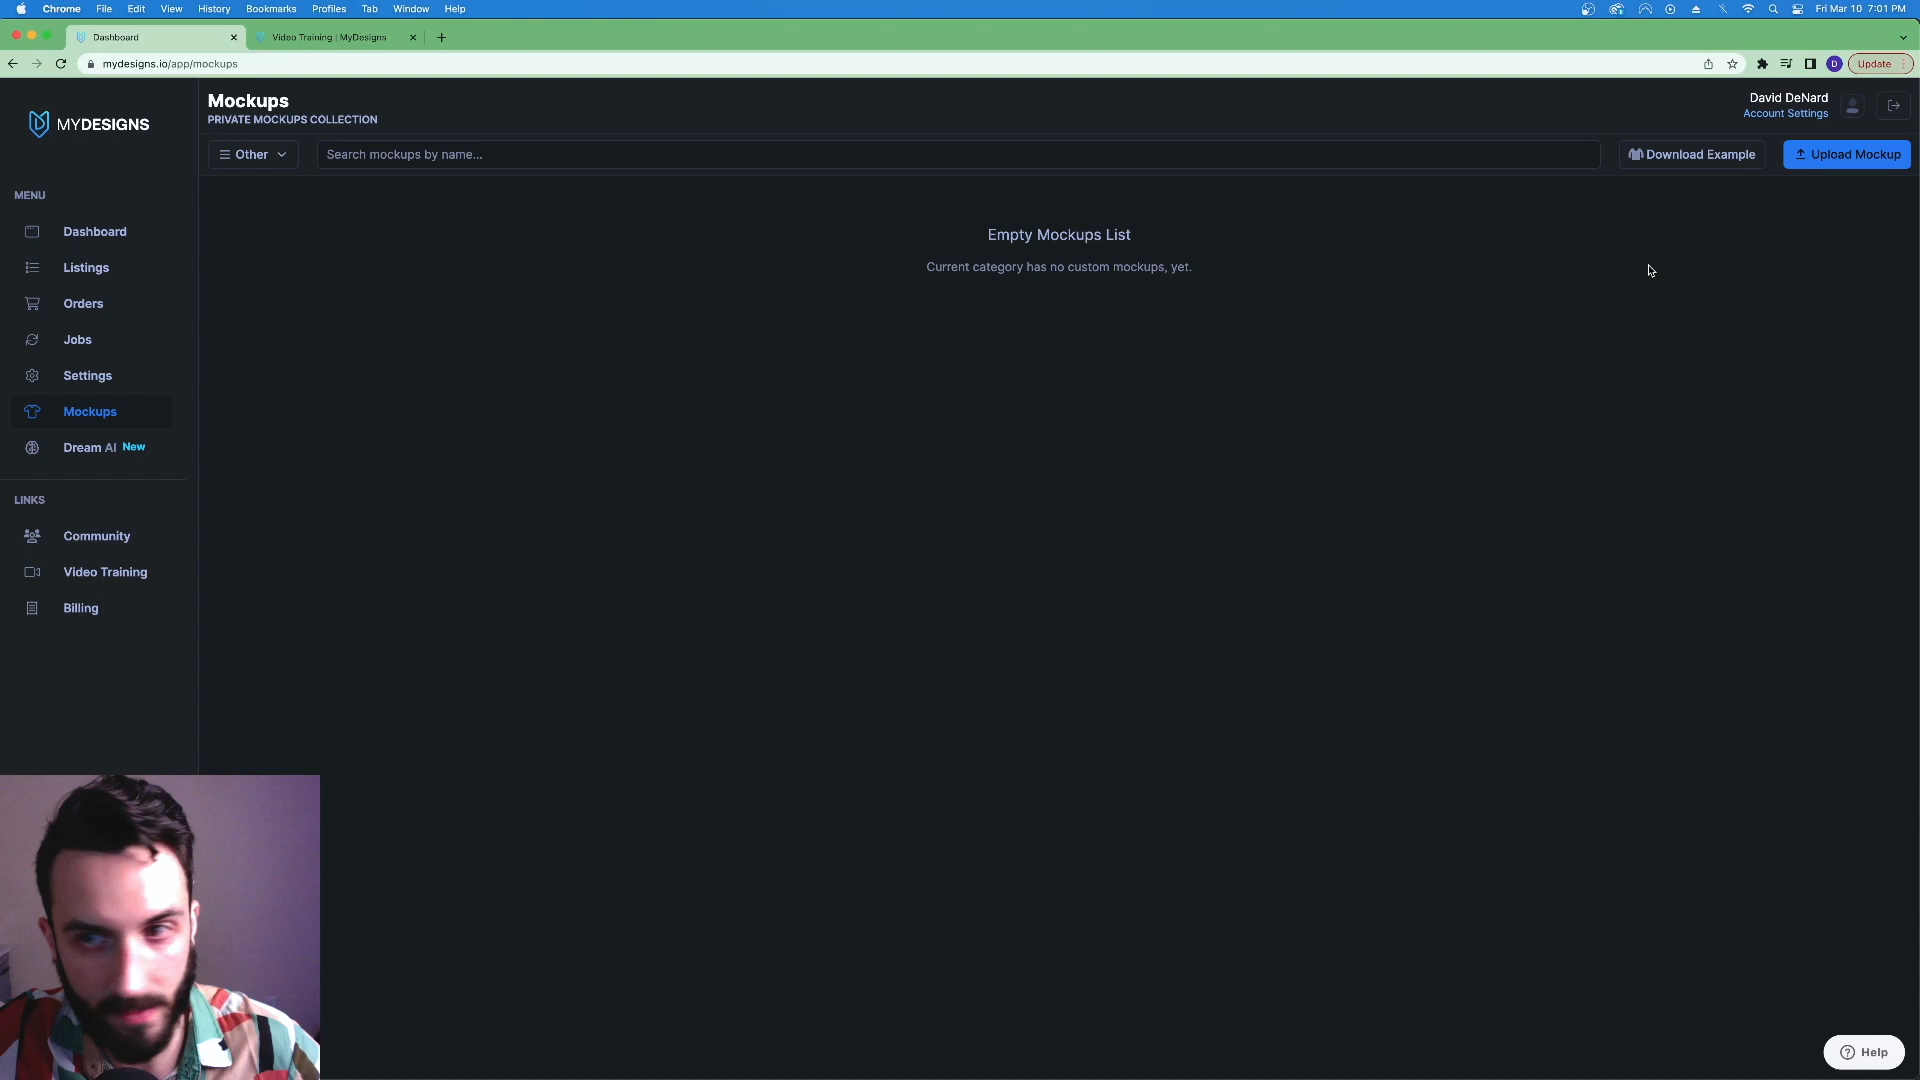 Chrome File Edit View History Bookmarks Profiles Tab Window Help Fri Mar 10 7:01 PM
Dashboard Video Training | MyDesigns
mydesigns.io/app/mockups D Update
MYDESIGNS
MENU
Dashboard
Listings
Orders
Jobs
Settings
Mockups
Dream AI New
LINKS
Community
Video Training
Billing
Mockups
PRIVATE MOCKUPS COLLECTION
David DeNard
Account Settings
Other Search mockups by name... Download Example Upload Mockup
Empty Mockups List
Current category has no custom mockups, yet.
Help